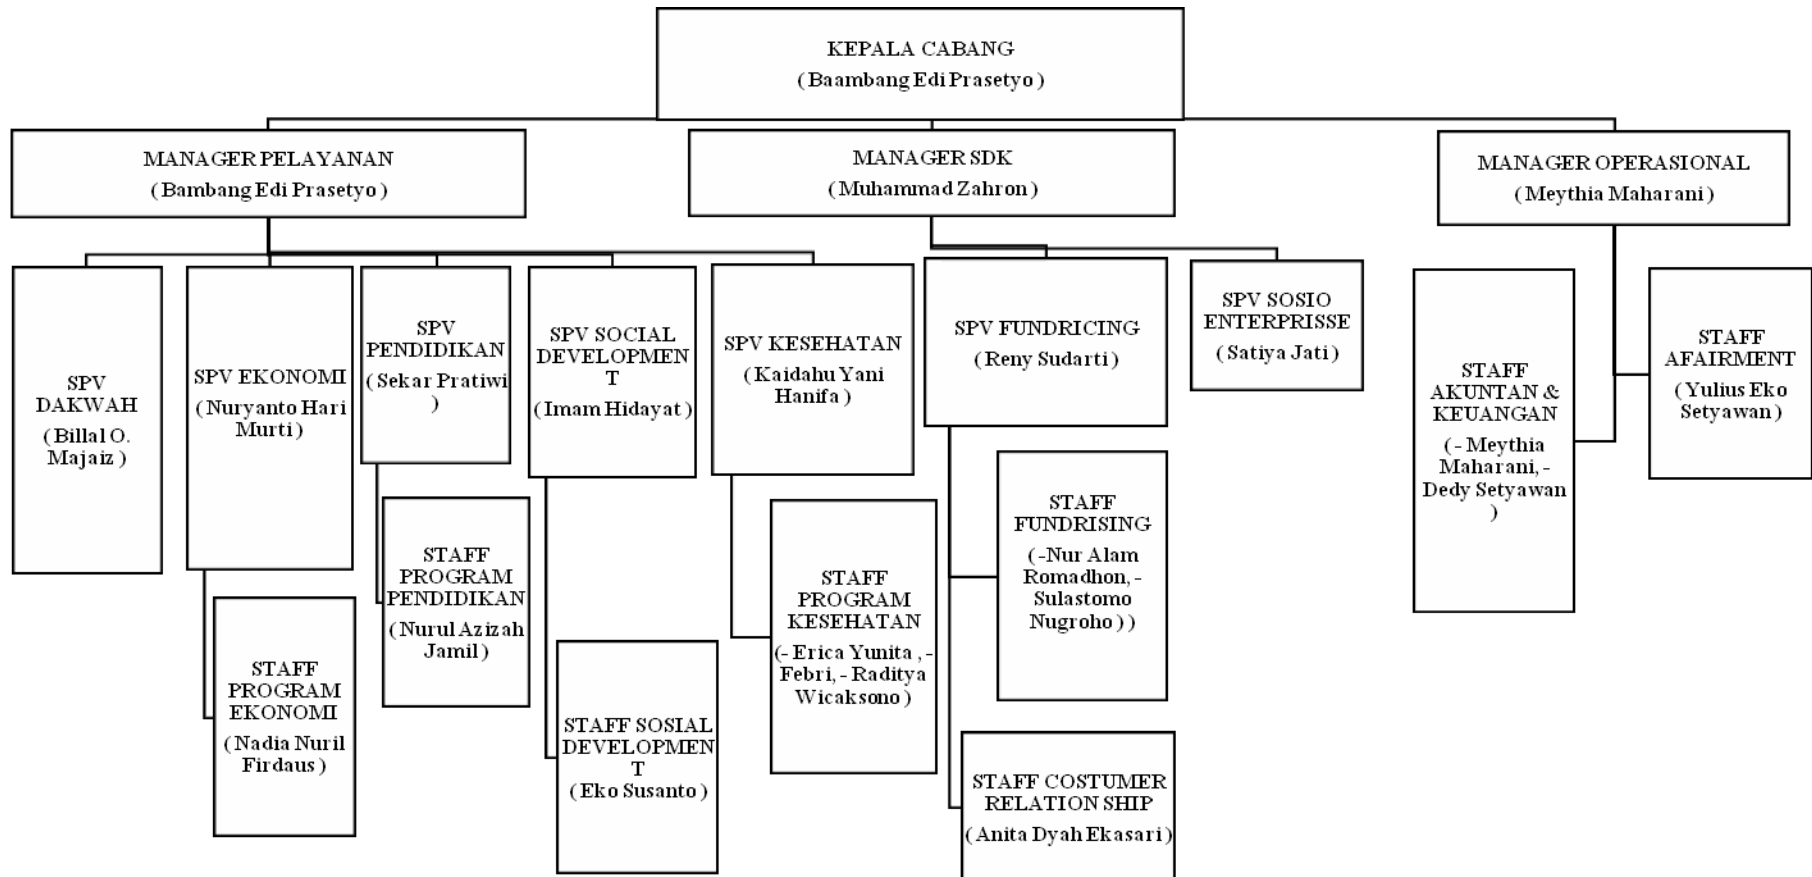 KEPALA CABANG
( Baambang Edi Prasetyo )
MANAGER PELAYANAN
( Bambang Edi Prasetyo )
MANAGER SDK
( Muhammad Zahron )
MANAGER OPERASIONAL
( Meythia Maharani )
SPV
DAKWAH
( Billal O.
Majaiz )
SPV EKONOMI
( Nuryanto Hari
Murti )
SPV
PENDIDIKAN
( Sekar Pratiwi
)
SPV SOCIAL
DEVELOPMEN
T
( Imam Hidayat )
SPV KESEHATAN
( Kaidahu Yani
Hanifa )
SPV FUNDRICING
( Reny Sudarti )
SPV SOSIO
ENTERPRISSE
( Satiya Jati )
STAFF
AKUNTAN &
KEUANGAN
( - Meythia
Maharani, -
Dedy Setyawan
)
STAFF
AFAIRMENT
( Yulius Eko
Setyawan )
STAFF
PROGRAM
EKONOMI
( Nadia Nuril
Firdaus )
STAFF
PROGRAM
PENDIDIKAN
( Nurul Azizah
Jamil )
STAFF SOSIAL
DEVELOPMEN
T
( Eko Susanto )
STAFF
PROGRAM
KESEHATAN
(- Erica Yunita , -
Febri, - Raditya
Wicaksono )
STAFF
FUNDRISING
( -Nur Alam
Romadhon, -
Sulastomo
Nugroho ) )
STAFF COSTUMER
RELATION SHIP
( Anita Dyah Ekasari )